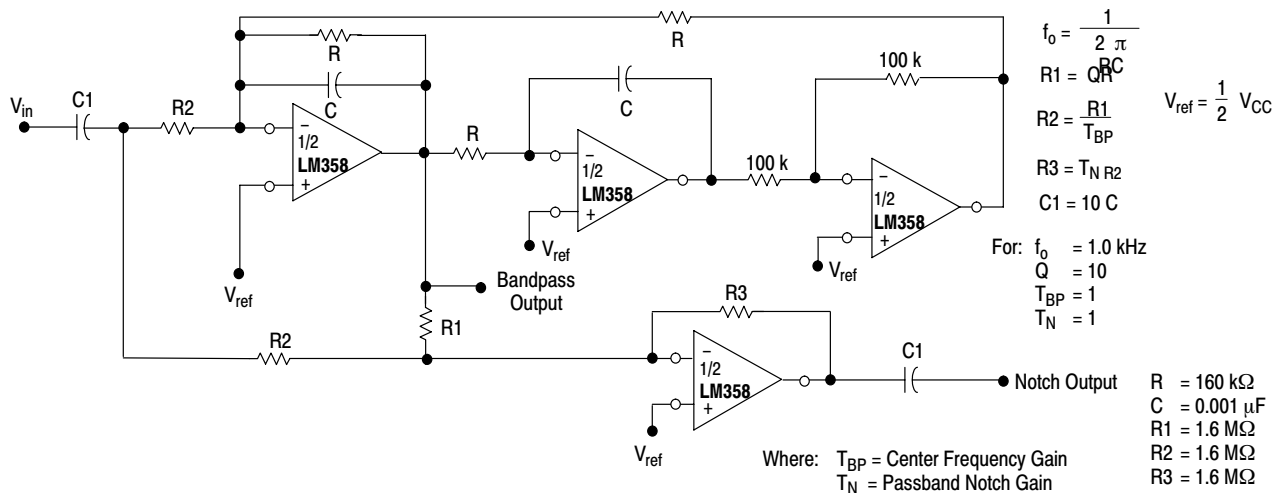 R
f₀ = 1 / 2 π RC
R
100 k
C
C
R1 = QR
V_ref = 1/2 V_CC
V_in
C1
R2
R2 = R1 / T_BP
R
100 k
−
1/2
LM358
+
−
1/2
LM358
+
−
1/2
LM358
+
R3 = T_N R2
C1 = 10 C
V_ref
V_ref
V_ref
For: f₀ = 1.0 kHz
Q = 10
T_BP = 1
T_N = 1
Bandpass
Output
R1
R3
R2
C1
−
1/2
LM358
+
Notch Output
V_ref
R = 160 kΩ
C = 0.001 μF
R1 = 1.6 MΩ
R2 = 1.6 MΩ
R3 = 1.6 MΩ
Where: T_BP = Center Frequency Gain
T_N = Passband Notch Gain